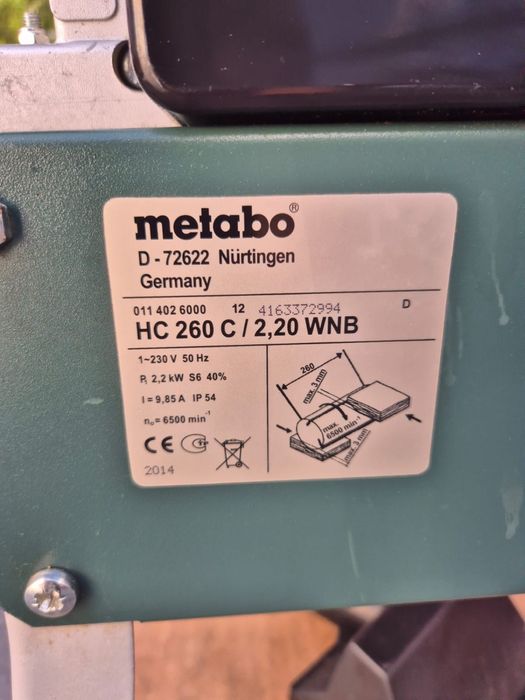 metabo®
D - 72622 Nürtingen
Germany
011 402 6000 12 4163372994 D
HC 260 C / 2,20 WNB
1~230 V 50 Hz
P₁ 2,2 kW S6 40%
I = 9,85 A IP 54
n₀ = 6500 min⁻¹
CE
2014
260
max. 3 mm
max.
6500 min⁻¹
max. 3 mm